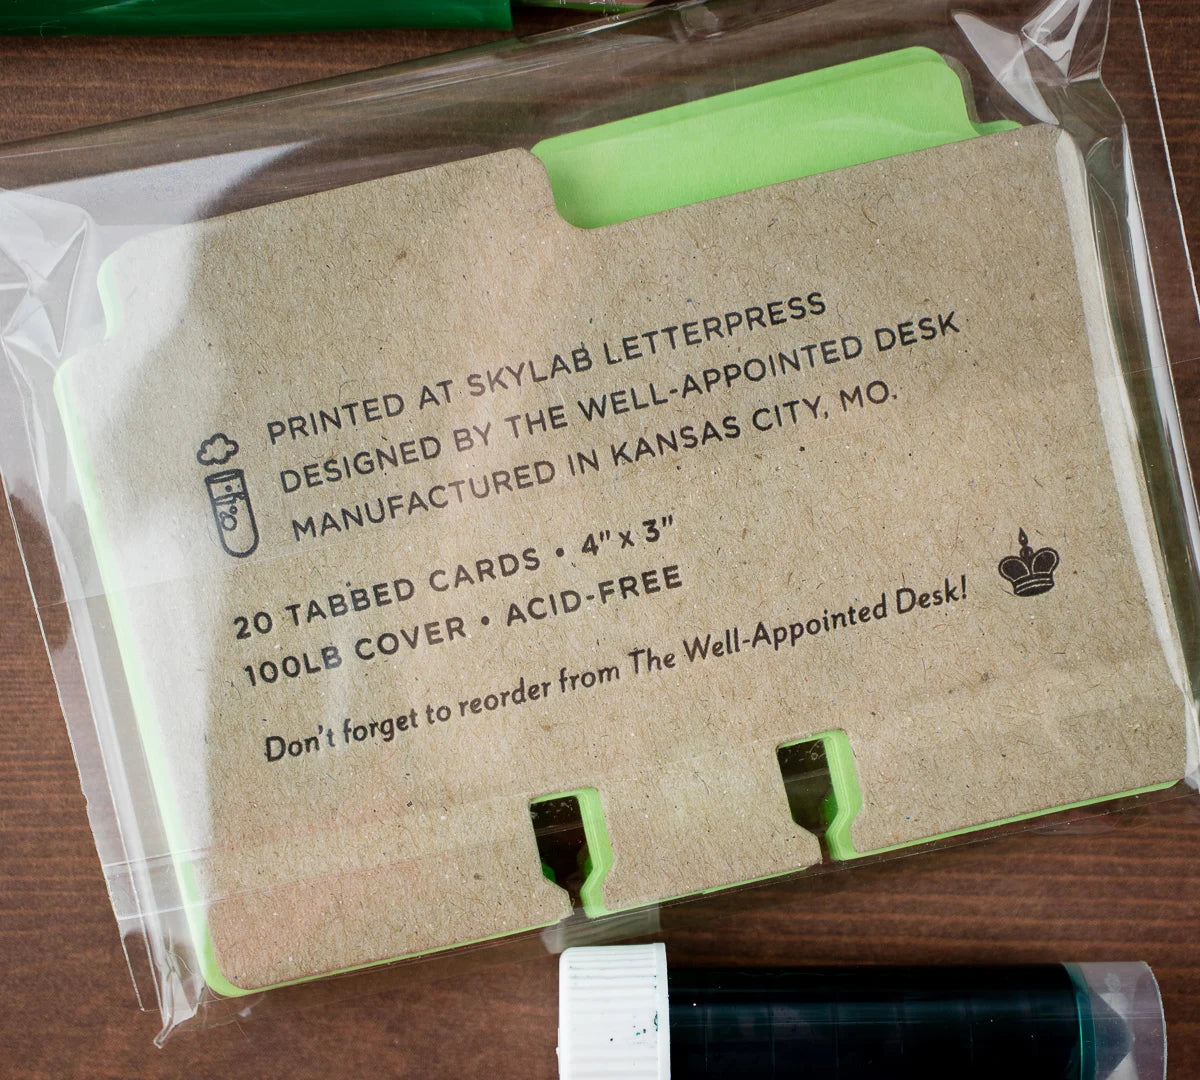 PRINTED AT SKYLAB LETTERPRESS
DESIGNED BY THE WELL-APPOINTED DESK
MANUFACTURED IN KANSAS CITY, MO.
20 TABBED CARDS • 4" x 3"
100LB COVER • ACID-FREE
Don't forget to reorder from The Well-Appointed Desk!